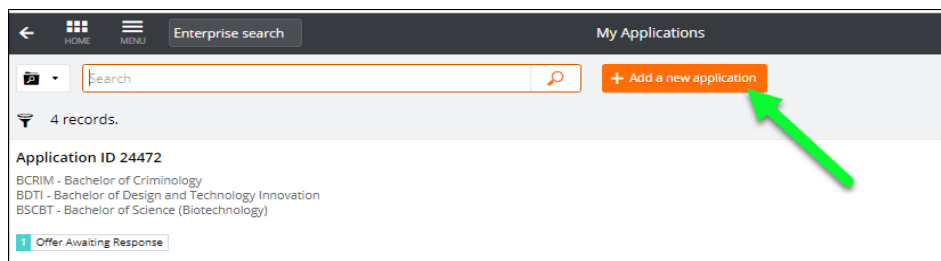 HOME MENU Enterprise search My Applications
Search + Add a new application
4 records.
Application ID 24472
BCRIM - Bachelor of Criminology
BDTI - Bachelor of Design and Technology Innovation
BSCBT - Bachelor of Science (Biotechnology)
1 Offer Awaiting Response